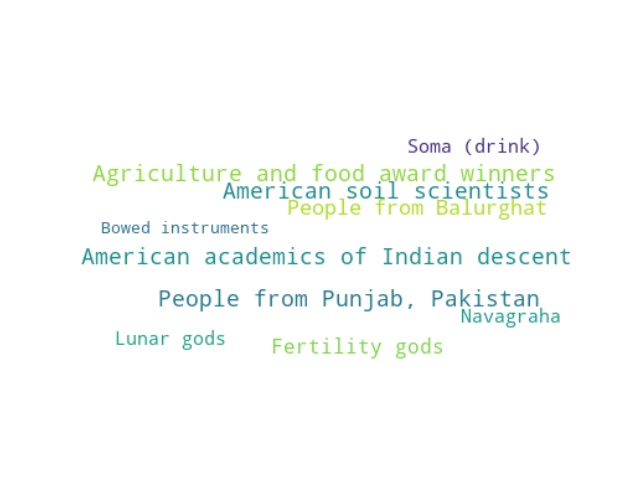 Soma (drink)
Agriculture and food award winners
American soil scientists
People from Balurghat
Bowed instruments
American academics of Indian descent
People from Punjab, Pakistan
Navagraha
Lunar gods
Fertility gods